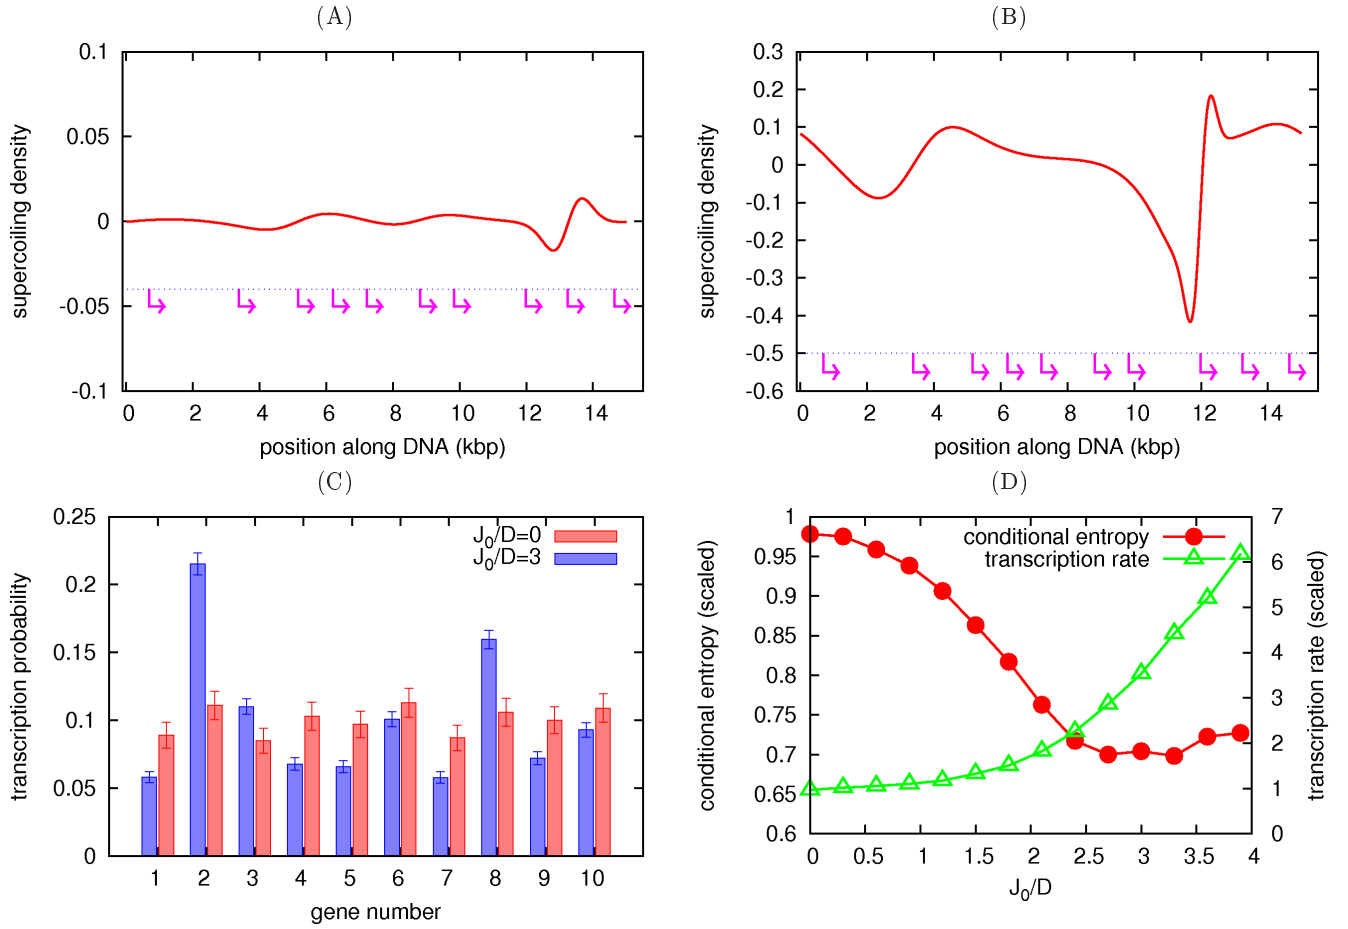 (A)
0.1
0.05
0
-0.05
-0.1
supercoiling density
0 2 4 6 8 10 12 14
position along DNA (kbp)
(B)
0.3
0.2
0.1
0
-0.1
-0.2
-0.3
-0.4
-0.5
-0.6
supercoiling density
0 2 4 6 8 10 12 14
position along DNA (kbp)
(C)
0.25
0.2
0.15
0.1
0.05
0
transcription probability
J0/D=0
J0/D=3
1 2 3 4 5 6 7 8 9 10
gene number
(D)
1
0.95
0.9
0.85
0.8
0.75
0.7
0.65
0.6
conditional entropy (scaled)
conditional entropy
transcription rate
7
6
5
4
3
2
1
0
transcription rate (scaled)
0 0.5 1 1.5 2 2.5 3 3.5 4
J0/D